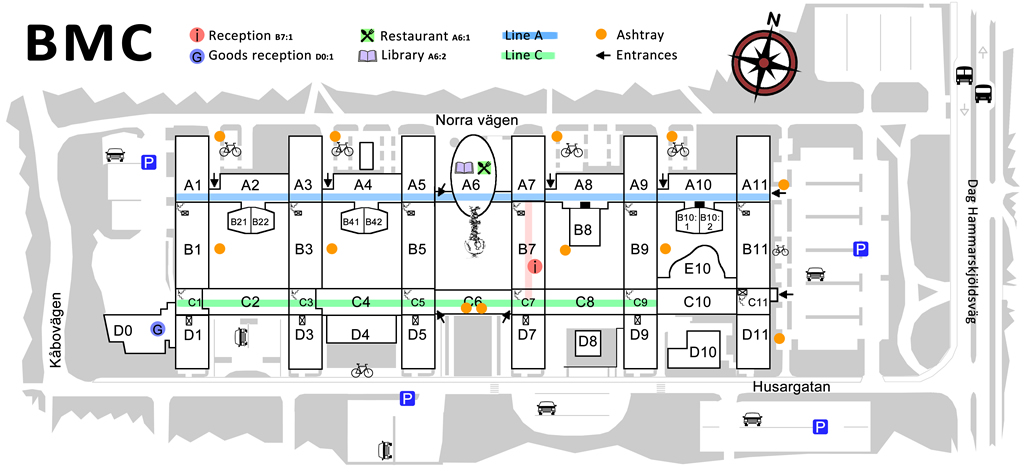 BMC
i Reception B7:1
G Goods reception D0:1
Restaurant A6:1
Library A6:2
Line A
Line C
Ashtray
Entrances
N
Norra vägen
P
A1 A2 A3 A4 A5 A6 A7 A8 A9 A10 A11
B21 B22 B41 B42 B10:1 B10:2
B1 B3 B5 B7 B8 B9 B11
P
i
E10
C1 C2 C3 C4 C5 C6 C7 C8 C9 C10 C11
D0 G D1 D3 D4 D5 D7 D8 D9 D10 D11
Kåbovägen
Dag Hammarskjöldsväg
Husargatan
P
P